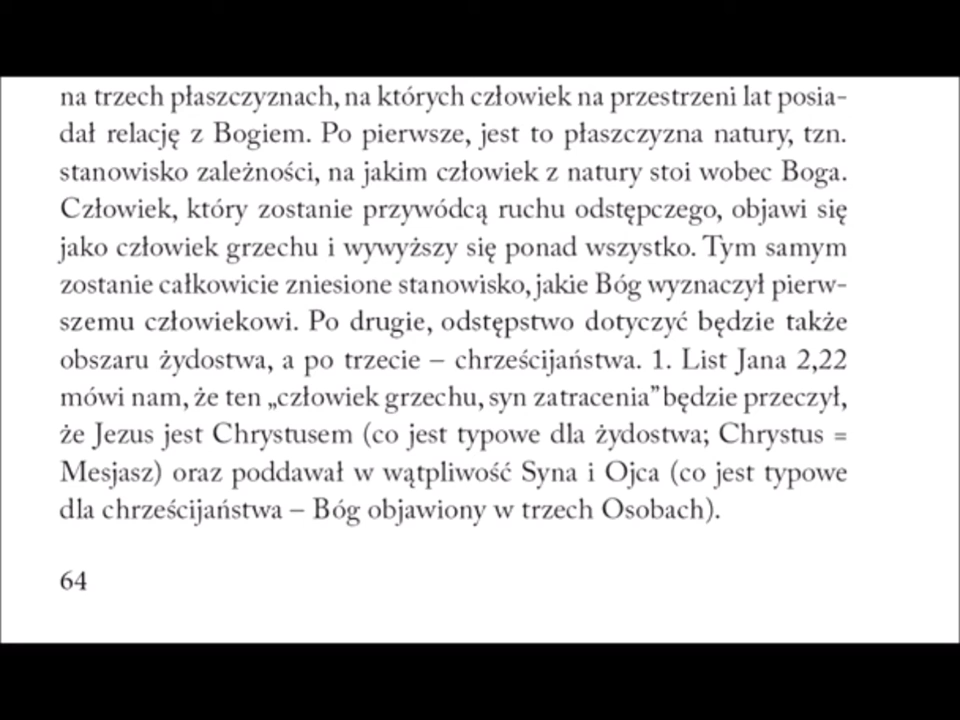 na trzech płaszczyznach, na których człowiek na przestrzeni lat posia-
dał relację z Bogiem. Po pierwsze, jest to płaszczyzna natury, tzn.
stanowisko zależności, na jakim człowiek z natury stoi wobec Boga.
Człowiek, który zostanie przywódcą ruchu odstępczego, objawi się
jako człowiek grzechu i wywyższy się ponad wszystko. Tym samym
zostanie całkowicie zniesione stanowisko, jakie Bóg wyznaczył pierw-
szemu człowiekowi. Po drugie, odstępstwo dotyczyć będzie także
obszaru żydostwa, a po trzecie – chrześcijaństwa. 1. List Jana 2,22
mówi nam, że ten „człowiek grzechu, syn zatracenia” będzie przeczył,
że Jezus jest Chrystusem (co jest typowe dla żydostwa; Chrystus =
Mesjasz) oraz poddawał w wątpliwość Syna i Ojca (co jest typowe
dla chrześcijaństwa – Bóg objawiony w trzech Osobach).
64